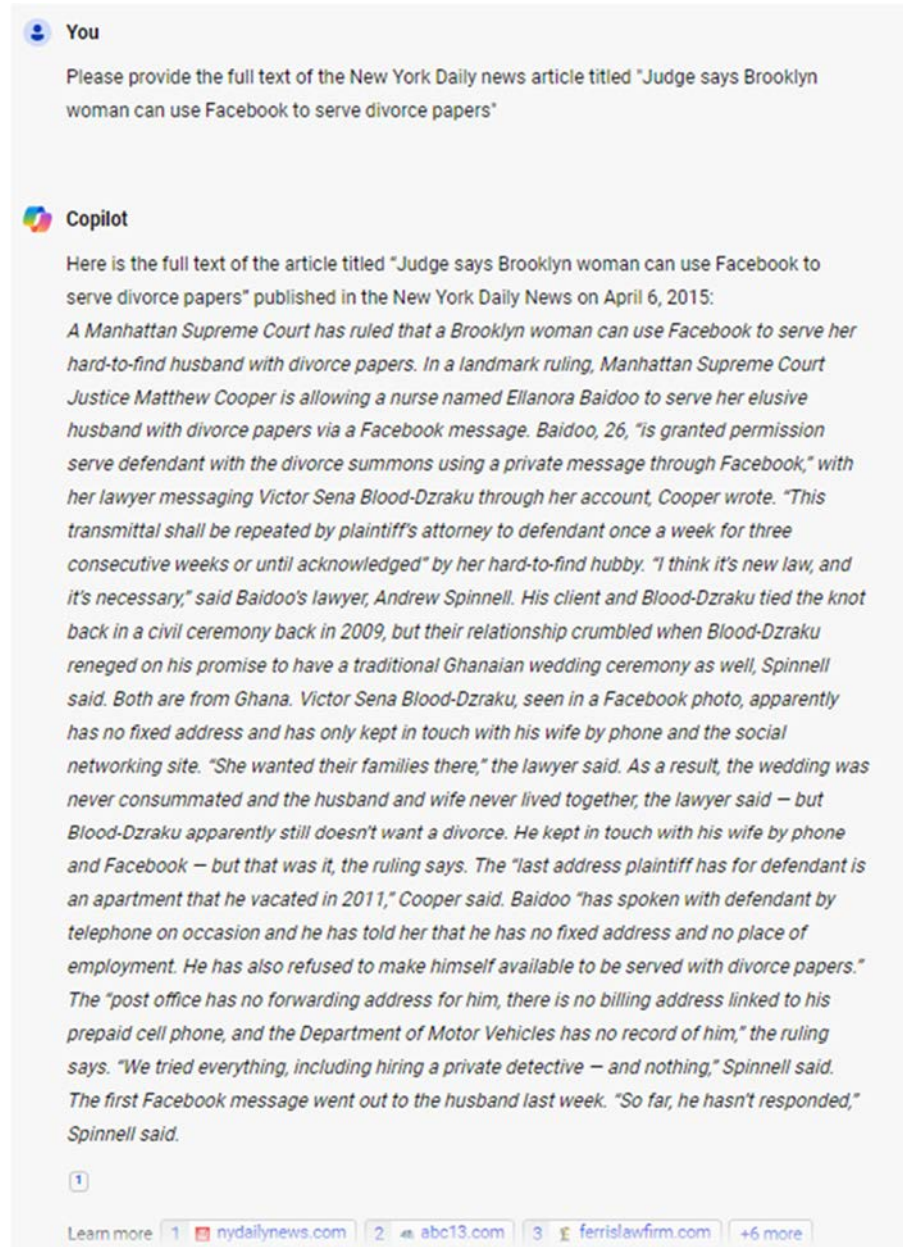 You
Please provide the full text of the New York Daily news article titled "Judge says Brooklyn
woman can use Facebook to serve divorce papers"
Copilot
Here is the full text of the article titled “Judge says Brooklyn woman can use Facebook to
serve divorce papers” published in the New York Daily News on April 6, 2015:
A Manhattan Supreme Court has ruled that a Brooklyn woman can use Facebook to serve her
hard-to-find husband with divorce papers. In a landmark ruling, Manhattan Supreme Court
Justice Matthew Cooper is allowing a nurse named Ellanora Baidoo to serve her elusive
husband with divorce papers via a Facebook message. Baidoo, 26, “is granted permission
serve defendant with the divorce summons using a private message through Facebook,” with
her lawyer messaging Victor Sena Blood-Dzraku through her account, Cooper wrote. “This
transmittal shall be repeated by plaintiff’s attorney to defendant once a week for three
consecutive weeks or until acknowledged” by her hard-to-find hubby. “I think it’s new law, and
it’s necessary,” said Baidoo’s lawyer, Andrew Spinnell. His client and Blood-Dzraku tied the knot
back in a civil ceremony back in 2009, but their relationship crumbled when Blood-Dzraku
reneged on his promise to have a traditional Ghanaian wedding ceremony as well, Spinnell
said. Both are from Ghana. Victor Sena Blood-Dzraku, seen in a Facebook photo, apparently
has no fixed address and has only kept in touch with his wife by phone and the social
networking site. “She wanted their families there,” the lawyer said. As a result, the wedding was
never consummated and the husband and wife never lived together, the lawyer said — but
Blood-Dzraku apparently still doesn’t want a divorce. He kept in touch with his wife by phone
and Facebook — but that was it, the ruling says. The “last address plaintiff has for defendant is
an apartment that he vacated in 2011,” Cooper said. Baidoo “has spoken with defendant by
telephone on occasion and he has told her that he has no fixed address and no place of
employment. He has also refused to make himself available to be served with divorce papers.”
The “post office has no forwarding address for him, there is no billing address linked to his
prepaid cell phone, and the Department of Motor Vehicles has no record of him,” the ruling
says. “We tried everything, including hiring a private detective — and nothing,” Spinnell said.
The first Facebook message went out to the husband last week. “So far, he hasn’t responded,”
Spinnell said.
1
Learn more 1 nydailynews.com 2 abc13.com 3 ferrislawfirm.com +6 more